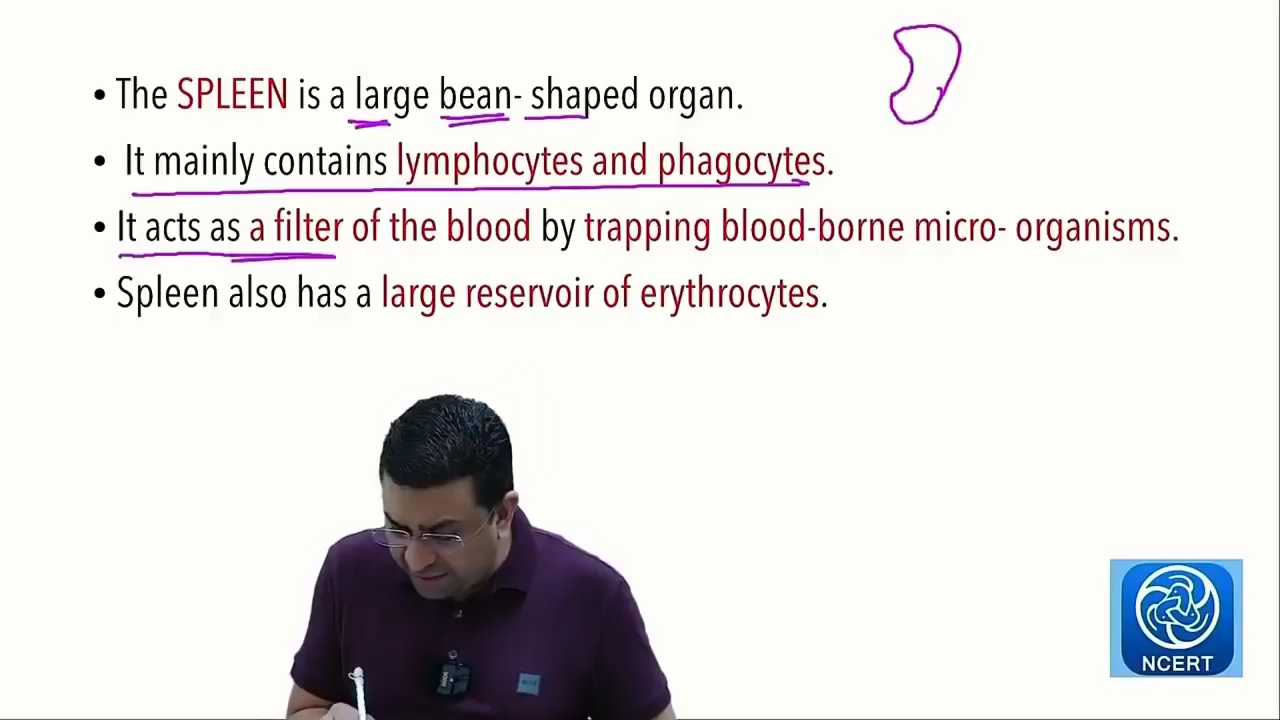 • The SPLEEN is a large bean- shaped organ.
• It mainly contains lymphocytes and phagocytes.
• It acts as a filter of the blood by trapping blood-borne micro- organisms.
• Spleen also has a large reservoir of erythrocytes.
NCERT